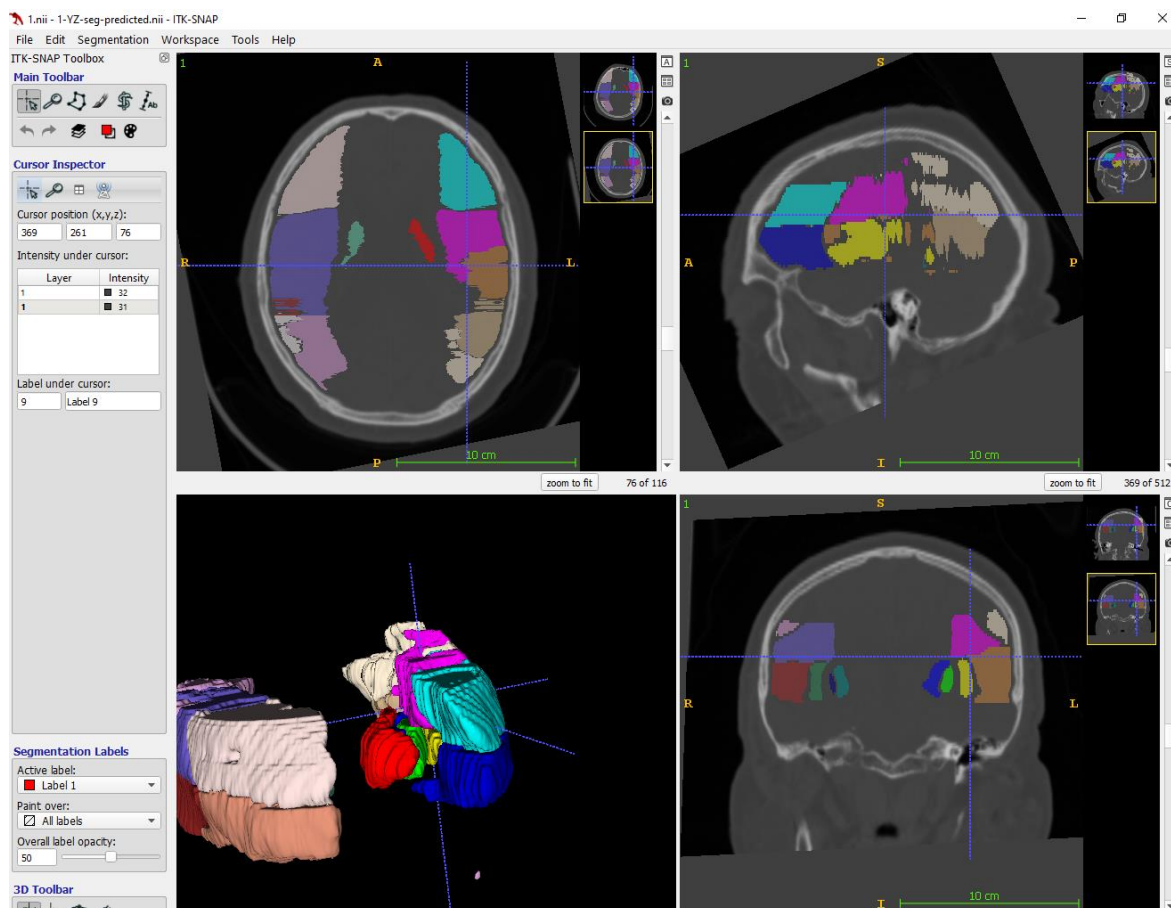 1.nii - 1-YZ-seg-predicted.nii - ITK-SNAP
File Edit Segmentation Workspace Tools Help
ITK-SNAP Toolbox
Main Toolbar
Ab
Cursor Inspector
Cursor position (x,y,z):
369 261 76
Intensity under cursor:
Layer Intensity
1 32
1 31
Label under cursor:
9 Label 9
Segmentation Labels
Active label:
Label 1
Paint over:
All labels
Overall label opacity:
50
3D Toolbar
1
A
R
L
P
10 cm
A
zoom to fit 76 of 116
1
S
A
P
I
10 cm
zoom to fit 369 of 512
1
S
R
L
I
10 cm